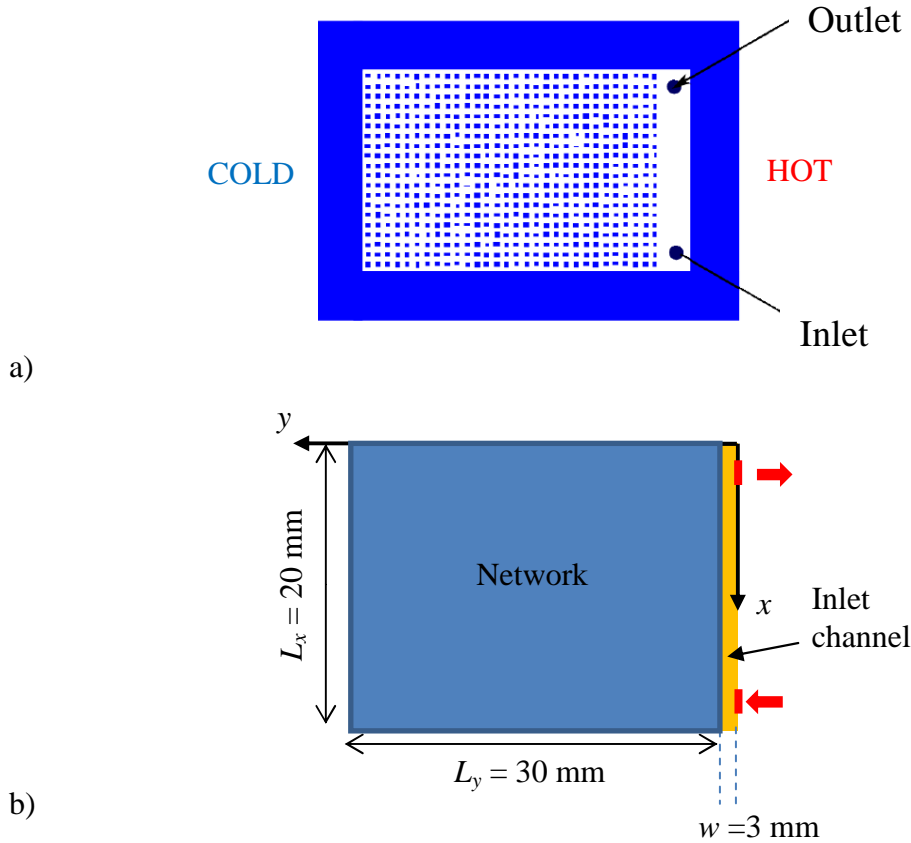 Outlet
COLD
HOT
Inlet
a)
y
Network
Lx = 20 mm
x
Inlet
channel
Ly = 30 mm
b)
w =3 mm